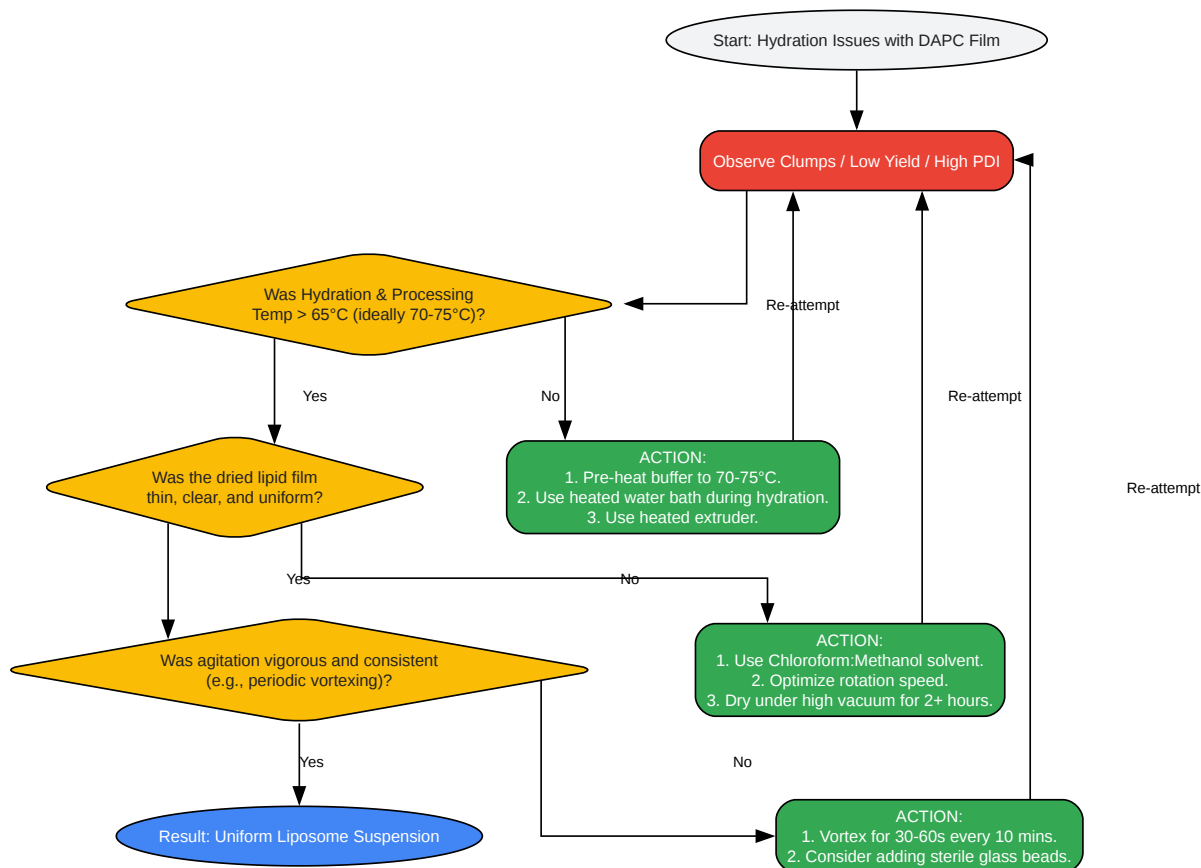 Start: Hydration Issues with DAPC Film
Observe Clumps / Low Yield / High PDI
Was Hydration & Processing
Temp > 65°C (ideally 70-75°C)?
Re-attempt
Yes
No
Re-attempt
ACTION:
1. Pre-heat buffer to 70-75°C.
2. Use heated water bath during hydration.
3. Use heated extruder.
Was the dried lipid film
thin, clear, and uniform?
Re-attempt
Yes
No
ACTION:
1. Use Chloroform:Methanol solvent.
2. Optimize rotation speed.
3. Dry under high vacuum for 2+ hours.
Was agitation vigorous and consistent
(e.g., periodic vortexing)?
Yes
No
Result: Uniform Liposome Suspension
ACTION:
1. Vortex for 30-60s every 10 mins.
2. Consider adding sterile glass beads.